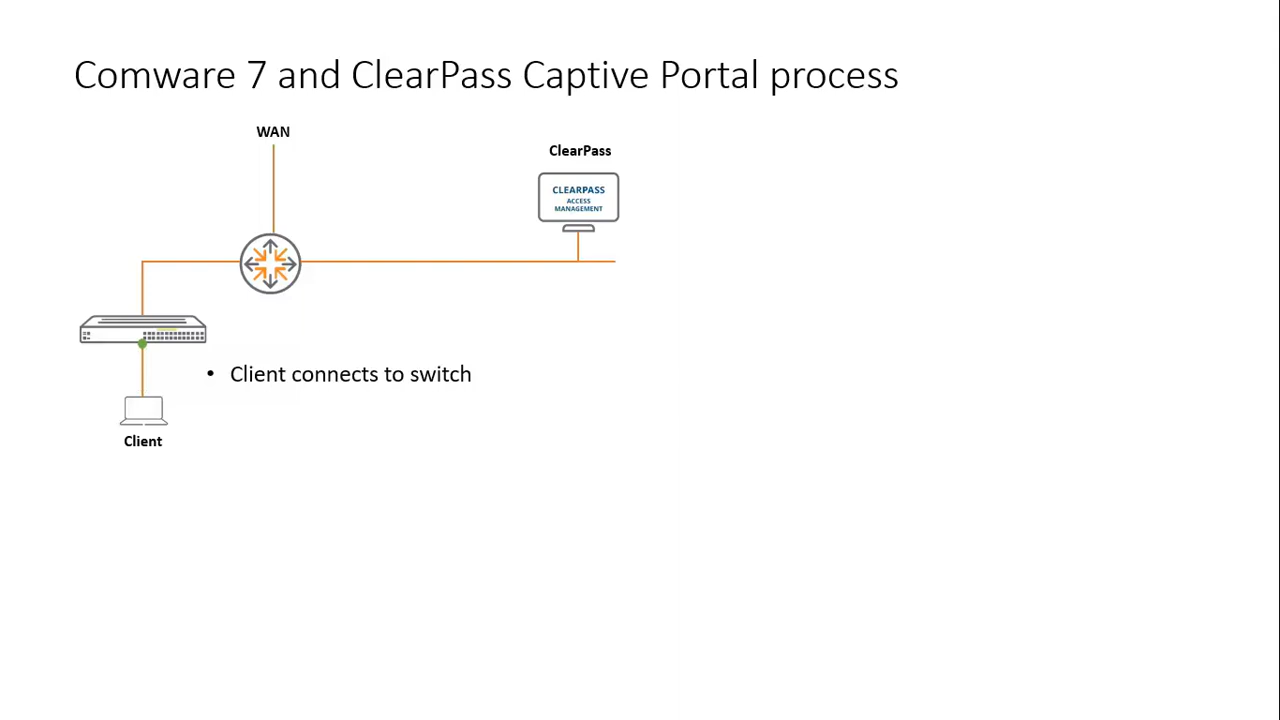 Comware 7 and ClearPass Captive Portal process
WAN
ClearPass
CLEARPASS
ACCESS
MANAGEMENT
• Client connects to switch
Client